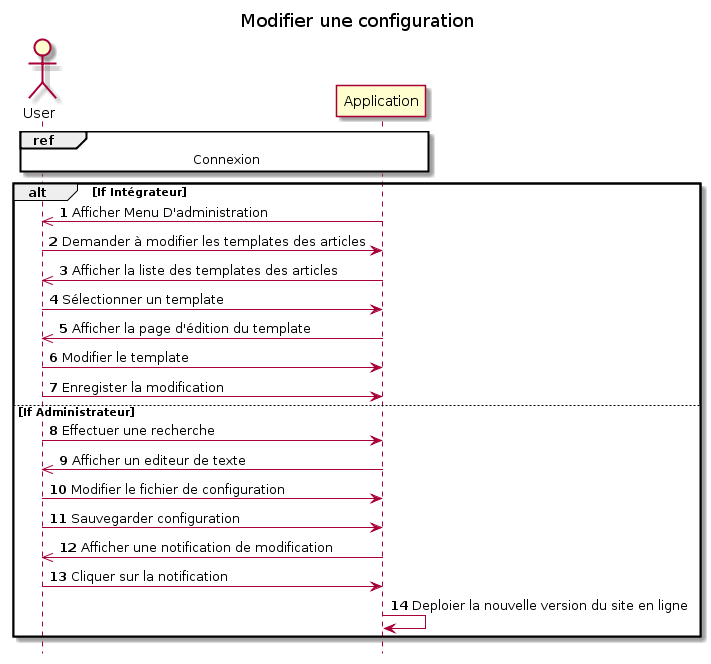 Modifier une configuration
User
Application
ref
Connexion
alt [If Intégrateur]
1 Afficher Menu D'administration
2 Demander à modifier les templates des articles
3 Afficher la liste des templates des articles
4 Sélectionner un template
5 Afficher la page d'édition du template
6 Modifier le template
7 Enregister la modification
[If Administrateur]
8 Effectuer une recherche
9 Afficher un editeur de texte
10 Modifier le fichier de configuration
11 Sauvegarder configuration
12 Afficher une notification de modification
13 Cliquer sur la notification
14 Deploier la nouvelle version du site en ligne